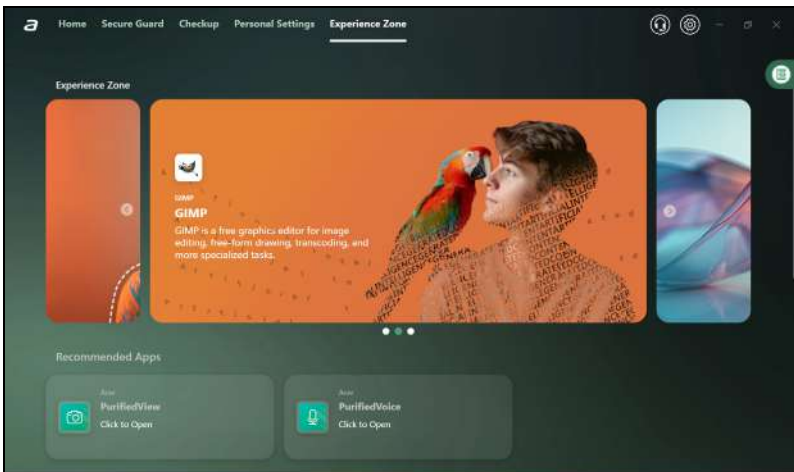 a Home Secure Guard Checkup Personal Settings Experience Zone
Experience Zone
GIMP
GIMP
GIMP is a free graphics editor for image
editing, free-form drawing, transcoding, and
more specialized tasks.
Recommended Apps
Acer
PurifiedView
Click to Open
Acer
PurifiedVoice
Click to Open